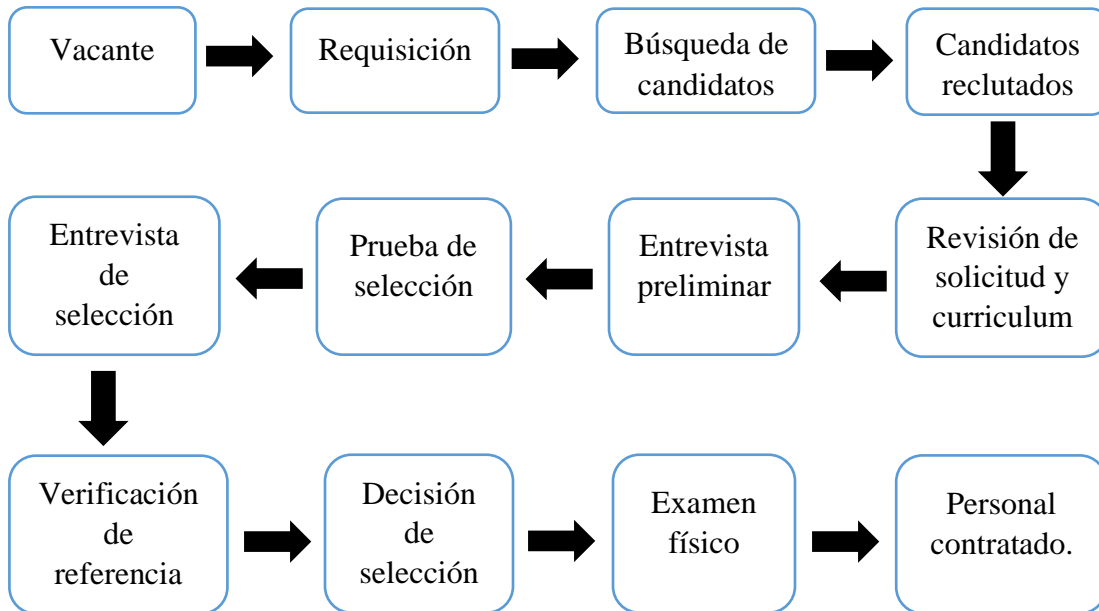 Vacante
Requisición
Búsqueda de
candidatos
Candidatos
reclutados
Revisión de
solicitud y
curriculum
Entrevista
preliminar
Prueba de
selección
Entrevista
de
selección
Verificación
de
referencia
Decisión
de
selección
Examen
físico
Personal
contratado.